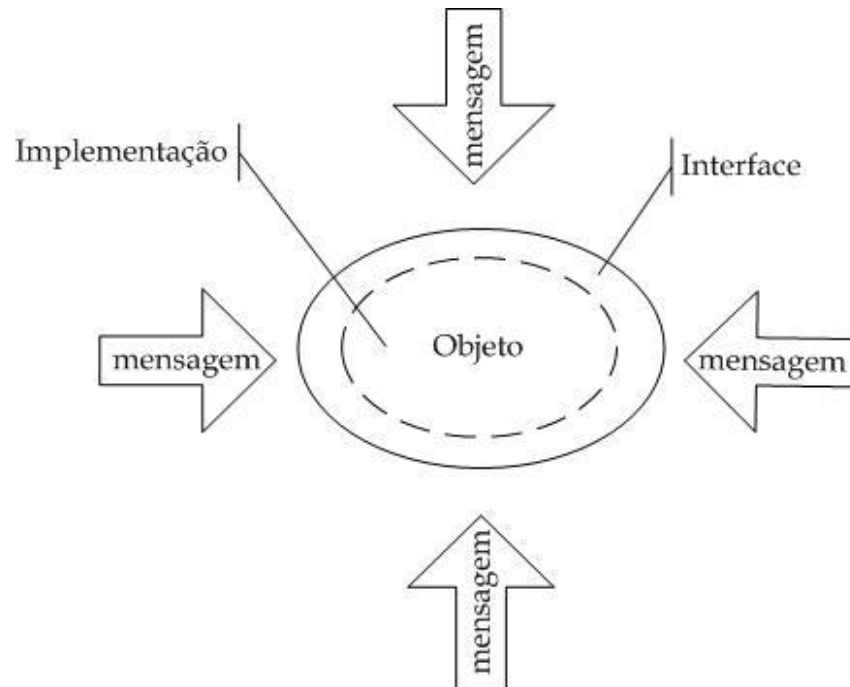 mensagem
Implementação
Interface
mensagem
Objeto
mensagem
mensagem